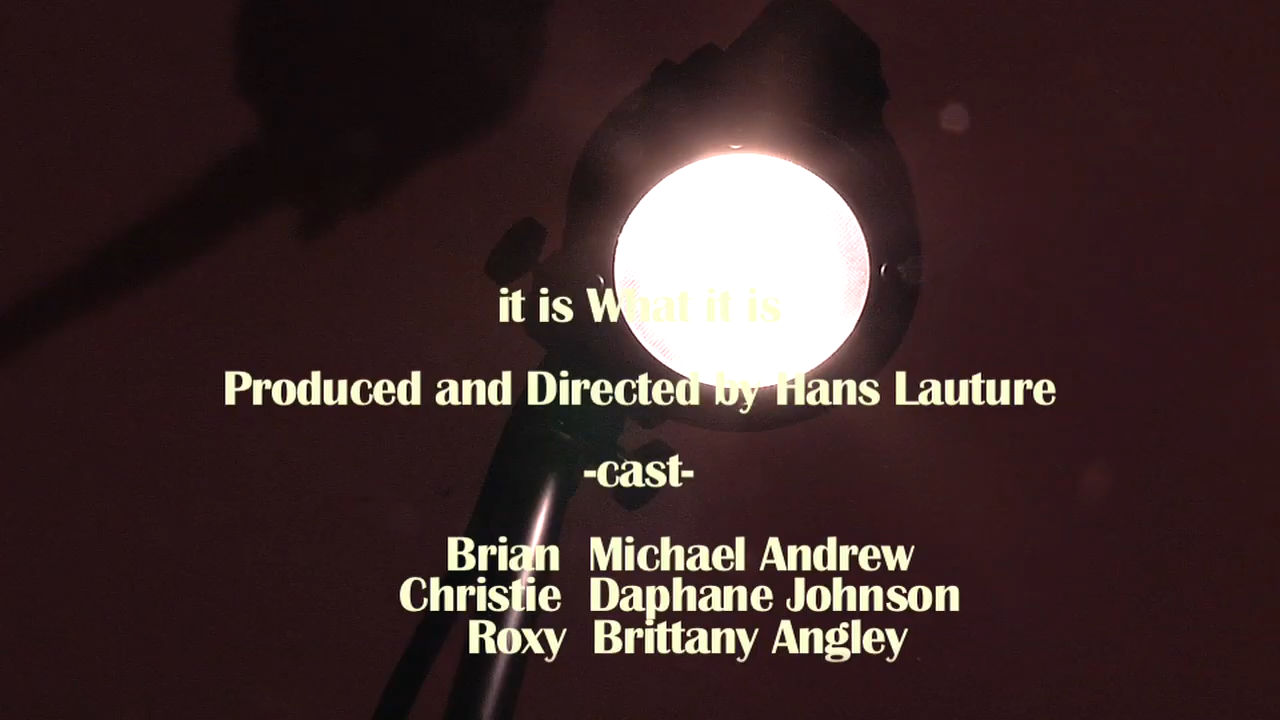 it is What it is
Produced and Directed by Hans Lauture
-cast-
Brian Michael Andrew
Christie Daphane Johnson
Roxy Brittany Angley